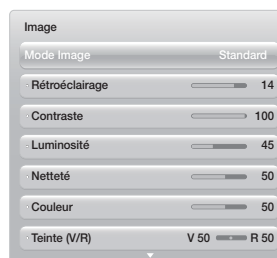 Image
Mode Image Standard
Rétroéclairage 14
Contraste 100
Luminosité 45
Netteté 50
Couleur 50
Teinte (V/R) V 50 R 50